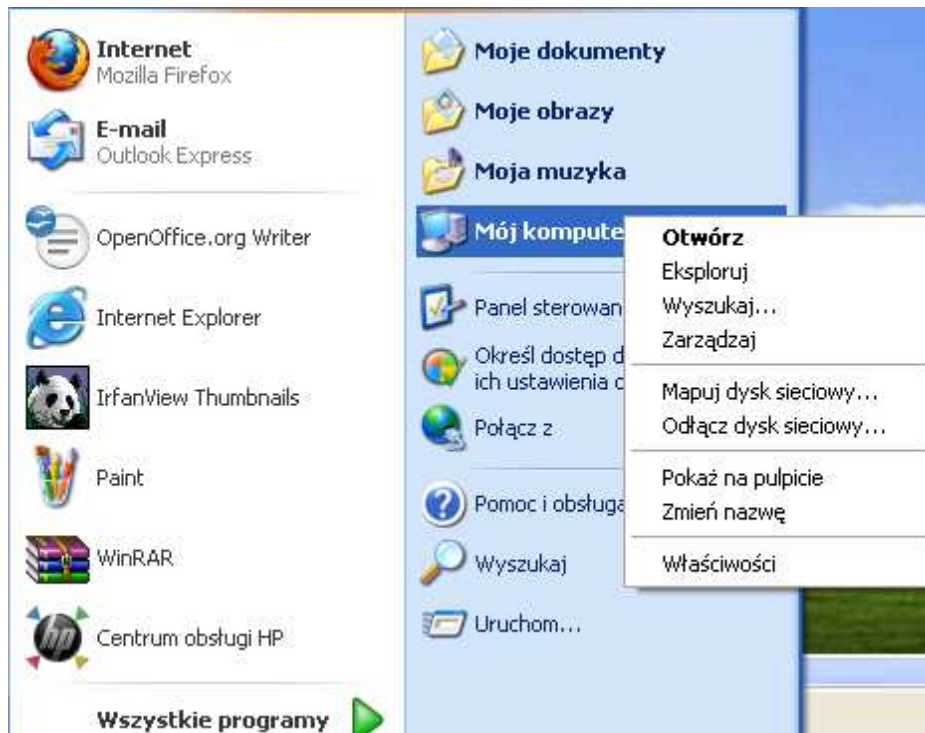 Internet
Mozilla Firefox
E-mail
Outlook Express
OpenOffice.org Writer
Internet Explorer
IrfanView Thumbnails
Paint
WinRAR
Centrum obsługi HP
Wszystkie programy
Moje dokumenty
Moje obrazy
Moja muzyka
Mój kompute
Panel sterowan
Określ dostęp d
ich ustawienia
Połącz z
Pomoc i obsługa
Wyszukaj
Uruchom...
Otwórz
Eksploruj
Wyszukaj...
Zarządzaj
Mapuj dysk sieciowy...
Odłącz dysk sieciowy...
Pokaż na pulpicie
Zmień nazwę
Właściwości